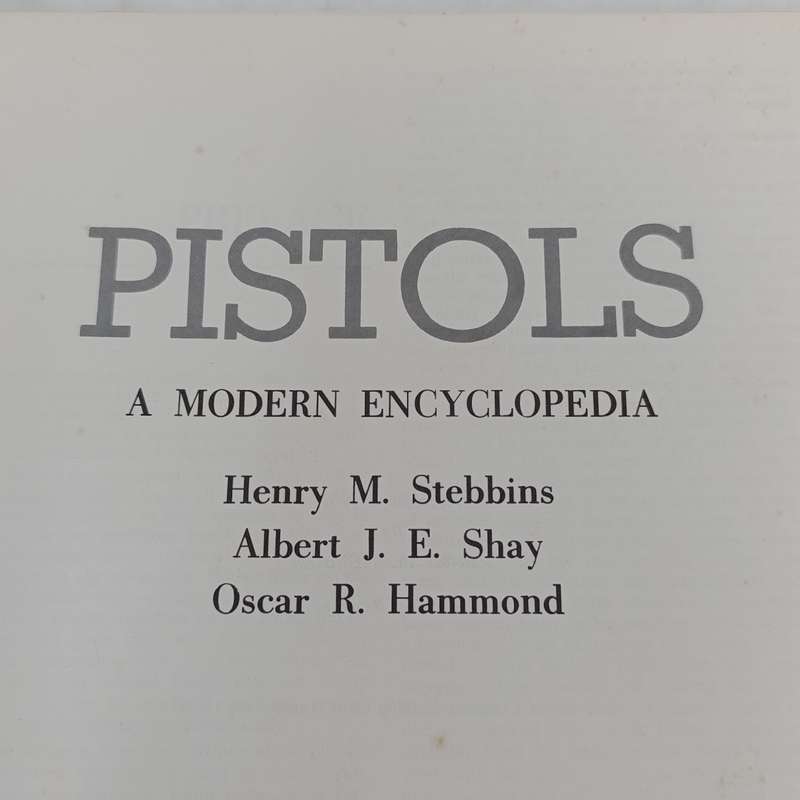 PISTOLS
A MODERN ENCYCLOPEDIA
Henry M. Stebbins
Albert J. E. Shay
Oscar R. Hammond